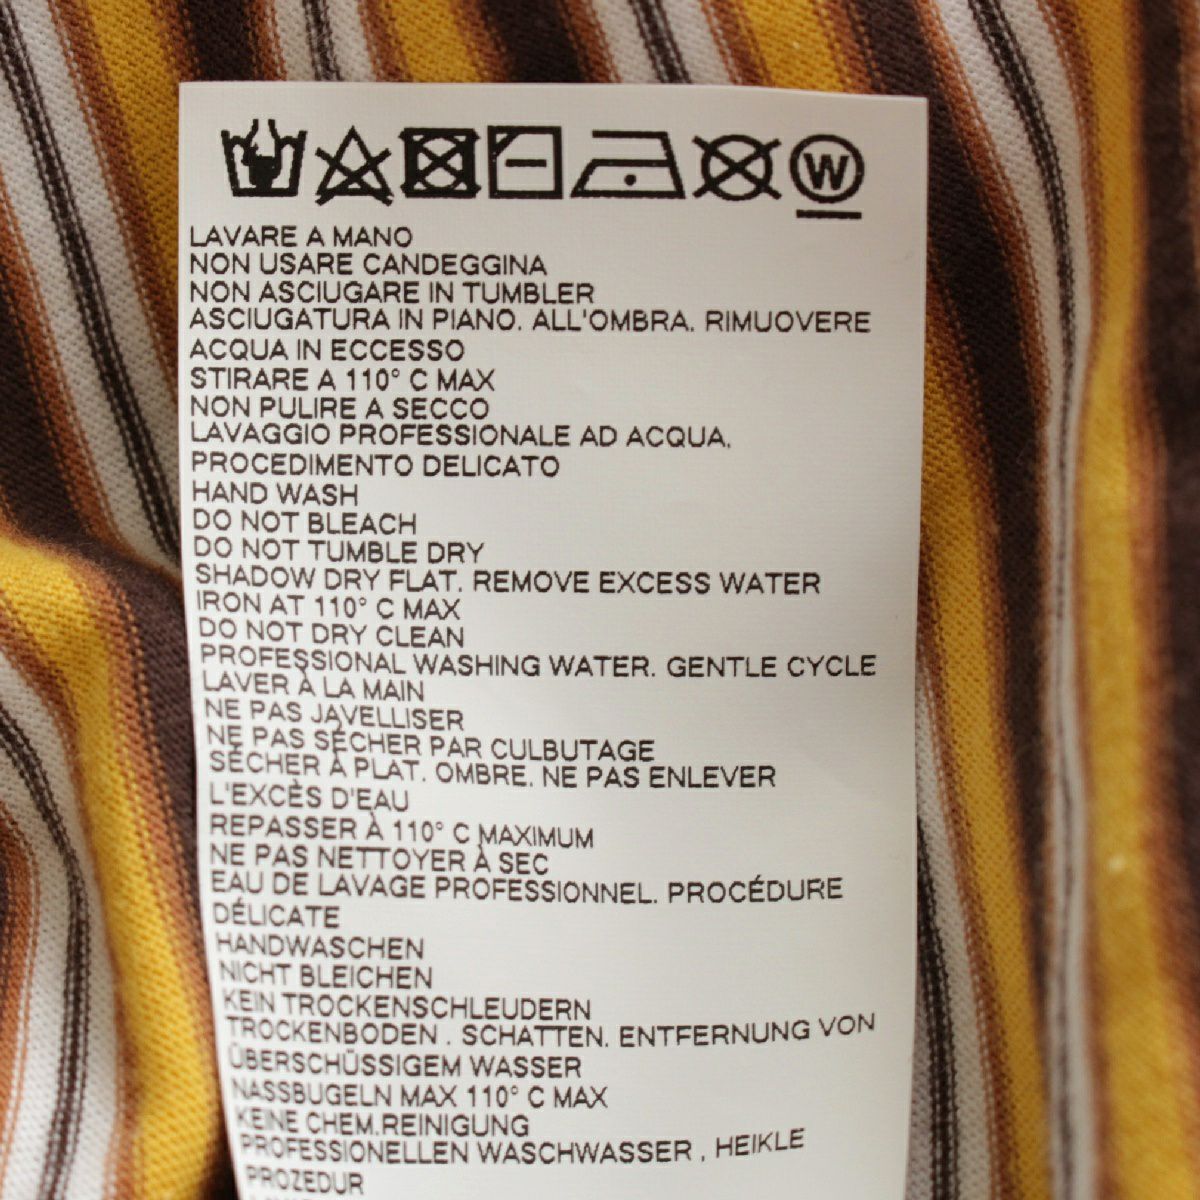 W
LAVARE A MANO
NON USARE CANDEGGINA
NON ASCIUGARE IN TUMBLER
ASCIUGATURA IN PIANO. ALL'OMBRA. RIMUOVERE
ACQUA IN ECCESSO
STIRARE A 110° C MAX
NON PULIRE A SECCO
LAVAGGIO PROFESSIONALE AD ACQUA.
PROCEDIMENTO DELICATO
HAND WASH
DO NOT BLEACH
DO NOT TUMBLE DRY
SHADOW DRY FLAT. REMOVE EXCESS WATER
IRON AT 110° C MAX
DO NOT DRY CLEAN
PROFESSIONAL WASHING WATER. GENTLE CYCLE
LAVER À LA MAIN
NE PAS JAVELLISER
NE PAS SÉCHER PAR CULBUTAGE
SÉCHER À PLAT. OMBRE. NE PAS ENLEVER
L'EXCÈS D'EAU
REPASSER À 110° C MAXIMUM
NE PAS NETTOYER À SEC
EAU DE LAVAGE PROFESSIONNEL. PROCÉDURE
DÉLICATE
HANDWASCHEN
NICHT BLEICHEN
KEIN TROCKENSCHLEUDERN
TROCKENBODEN . SCHATTEN. ENTFERNUNG VON
ÜBERSCHÜSSIGEM WASSER
NASSBUGELN MAX 110° C MAX
KEINE CHEM.REINIGUNG
PROFESSIONELLEN WASCHWASSER , HEIKLE
PROZEDUR